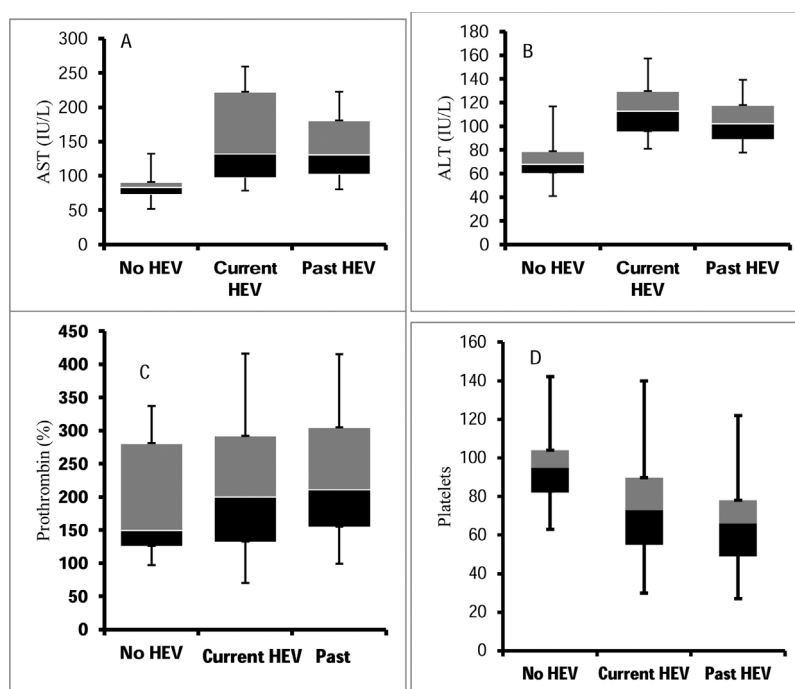 A
AST (IU/L)
300
250
200
150
100
50
0
No HEV
Current
HEV
Past HEV
B
ALT (IU/L)
180
160
140
120
100
80
60
40
20
0
No HEV
Current
HEV
Past HEV
C
Prothrombin (%)
450
400
350
300
250
200
150
100
50
0
No HEV
Current HEV
Past
D
Platelets
160
140
120
100
80
60
40
20
0
No HEV
Current HEV
Past HEV